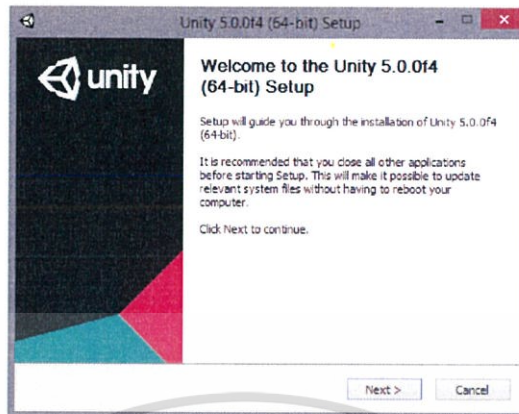 Unity 5.0.0f4 (64-bit) Setup
unity
Welcome to the Unity 5.0.0f4
(64-bit) Setup
Setup will guide you through the installation of Unity 5.0.0f4
(64-bit).
It is recommended that you close all other applications
before starting Setup. This will make it possible to update
relevant system files without having to reboot your
computer.
Click Next to continue.
Next >
Cancel